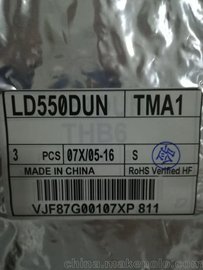 LD550DUN TMA1
THB6
3 PCS 07X/05-16 S
MADE IN CHINA RoHS Verified HF
VJF87G00107XP 811
china.makepolo.com